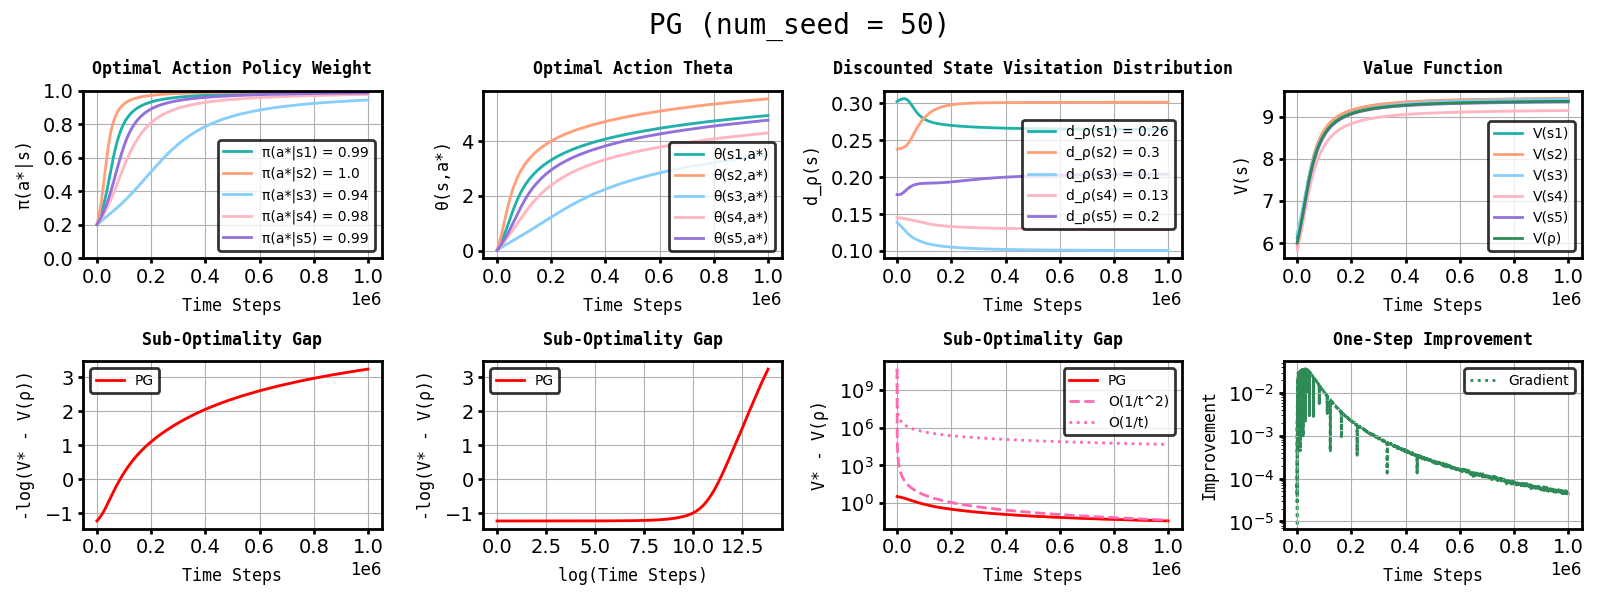 PG (num_seed = 50)
Optimal Action Policy Weight
π(a*|s)
1.0
0.8
0.6
0.4
0.2
0.0
π(a*|s1) = 0.99
π(a*|s2) = 1.0
π(a*|s3) = 0.94
π(a*|s4) = 0.98
π(a*|s5) = 0.99
0.0 0.2 0.4 0.6 0.8 1.0
1e6
Time Steps
Optimal Action Theta
θ(s,a*)
4
2
0
θ(s1,a*)
θ(s2,a*)
θ(s3,a*)
θ(s4,a*)
θ(s5,a*)
0.0 0.2 0.4 0.6 0.8 1.0
1e6
Time Steps
Discounted State Visitation Distribution
d_ρ(s)
0.30
0.25
0.20
0.15
0.10
d_ρ(s1) = 0.26
d_ρ(s2) = 0.3
d_ρ(s3) = 0.1
d_ρ(s4) = 0.13
d_ρ(s5) = 0.2
0.0 0.2 0.4 0.6 0.8 1.0
1e6
Time Steps
Value Function
V(s)
9
8
7
6
V(s1)
V(s2)
V(s3)
V(s4)
V(s5)
V(ρ)
0.0 0.2 0.4 0.6 0.8 1.0
1e6
Time Steps
Sub-Optimality Gap
-log(V* - V(ρ))
3
2
1
0
−1
PG
0.0 0.2 0.4 0.6 0.8 1.0
1e6
Time Steps
Sub-Optimality Gap
-log(V* - V(ρ))
3
2
1
0
−1
PG
0.0 2.5 5.0 7.5 10.0 12.5
log(Time Steps)
Sub-Optimality Gap
V* - V(ρ)
10⁹
10⁶
10³
10⁰
PG
O(1/t^2)
O(1/t)
0.0 0.2 0.4 0.6 0.8 1.0
1e6
Time Steps
One-Step Improvement
Improvement
10⁻²
10⁻³
10⁻⁴
10⁻⁵
Gradient
0.0 0.2 0.4 0.6 0.8 1.0
1e6
Time Steps